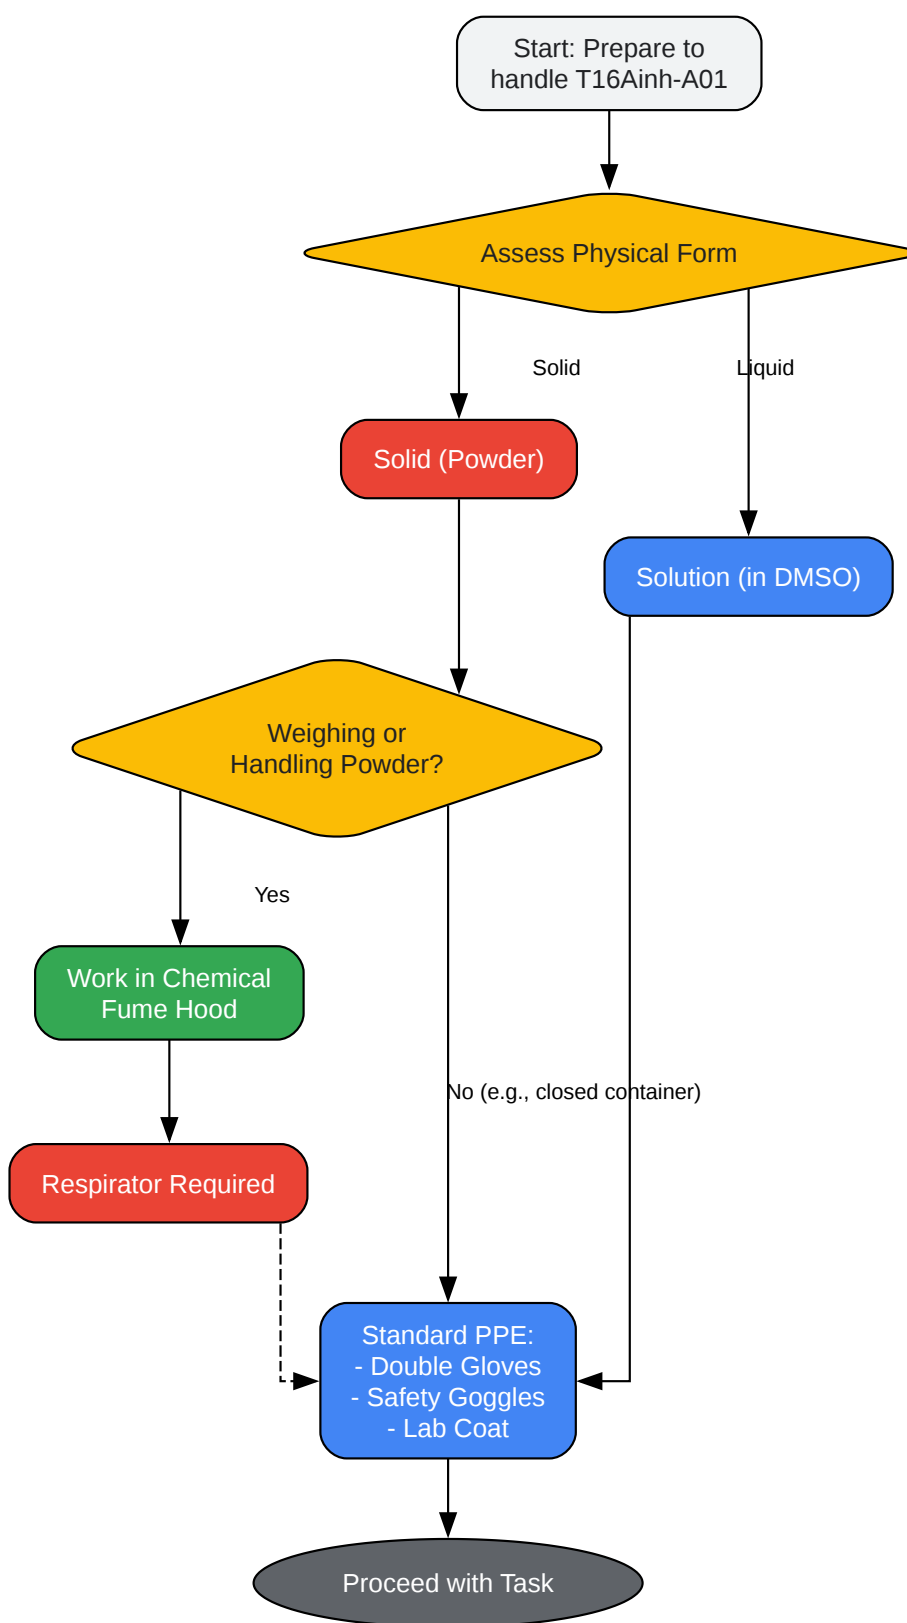 Start: Prepare to
handle T16Ainh-A01
Assess Physical Form
Solid
Liquid
Solid (Powder)
Solution (in DMSO)
Weighing or
Handling Powder?
Yes
Work in Chemical
Fume Hood
No (e.g., closed container)
Respirator Required
Standard PPE:
- Double Gloves
- Safety Goggles
- Lab Coat
Proceed with Task